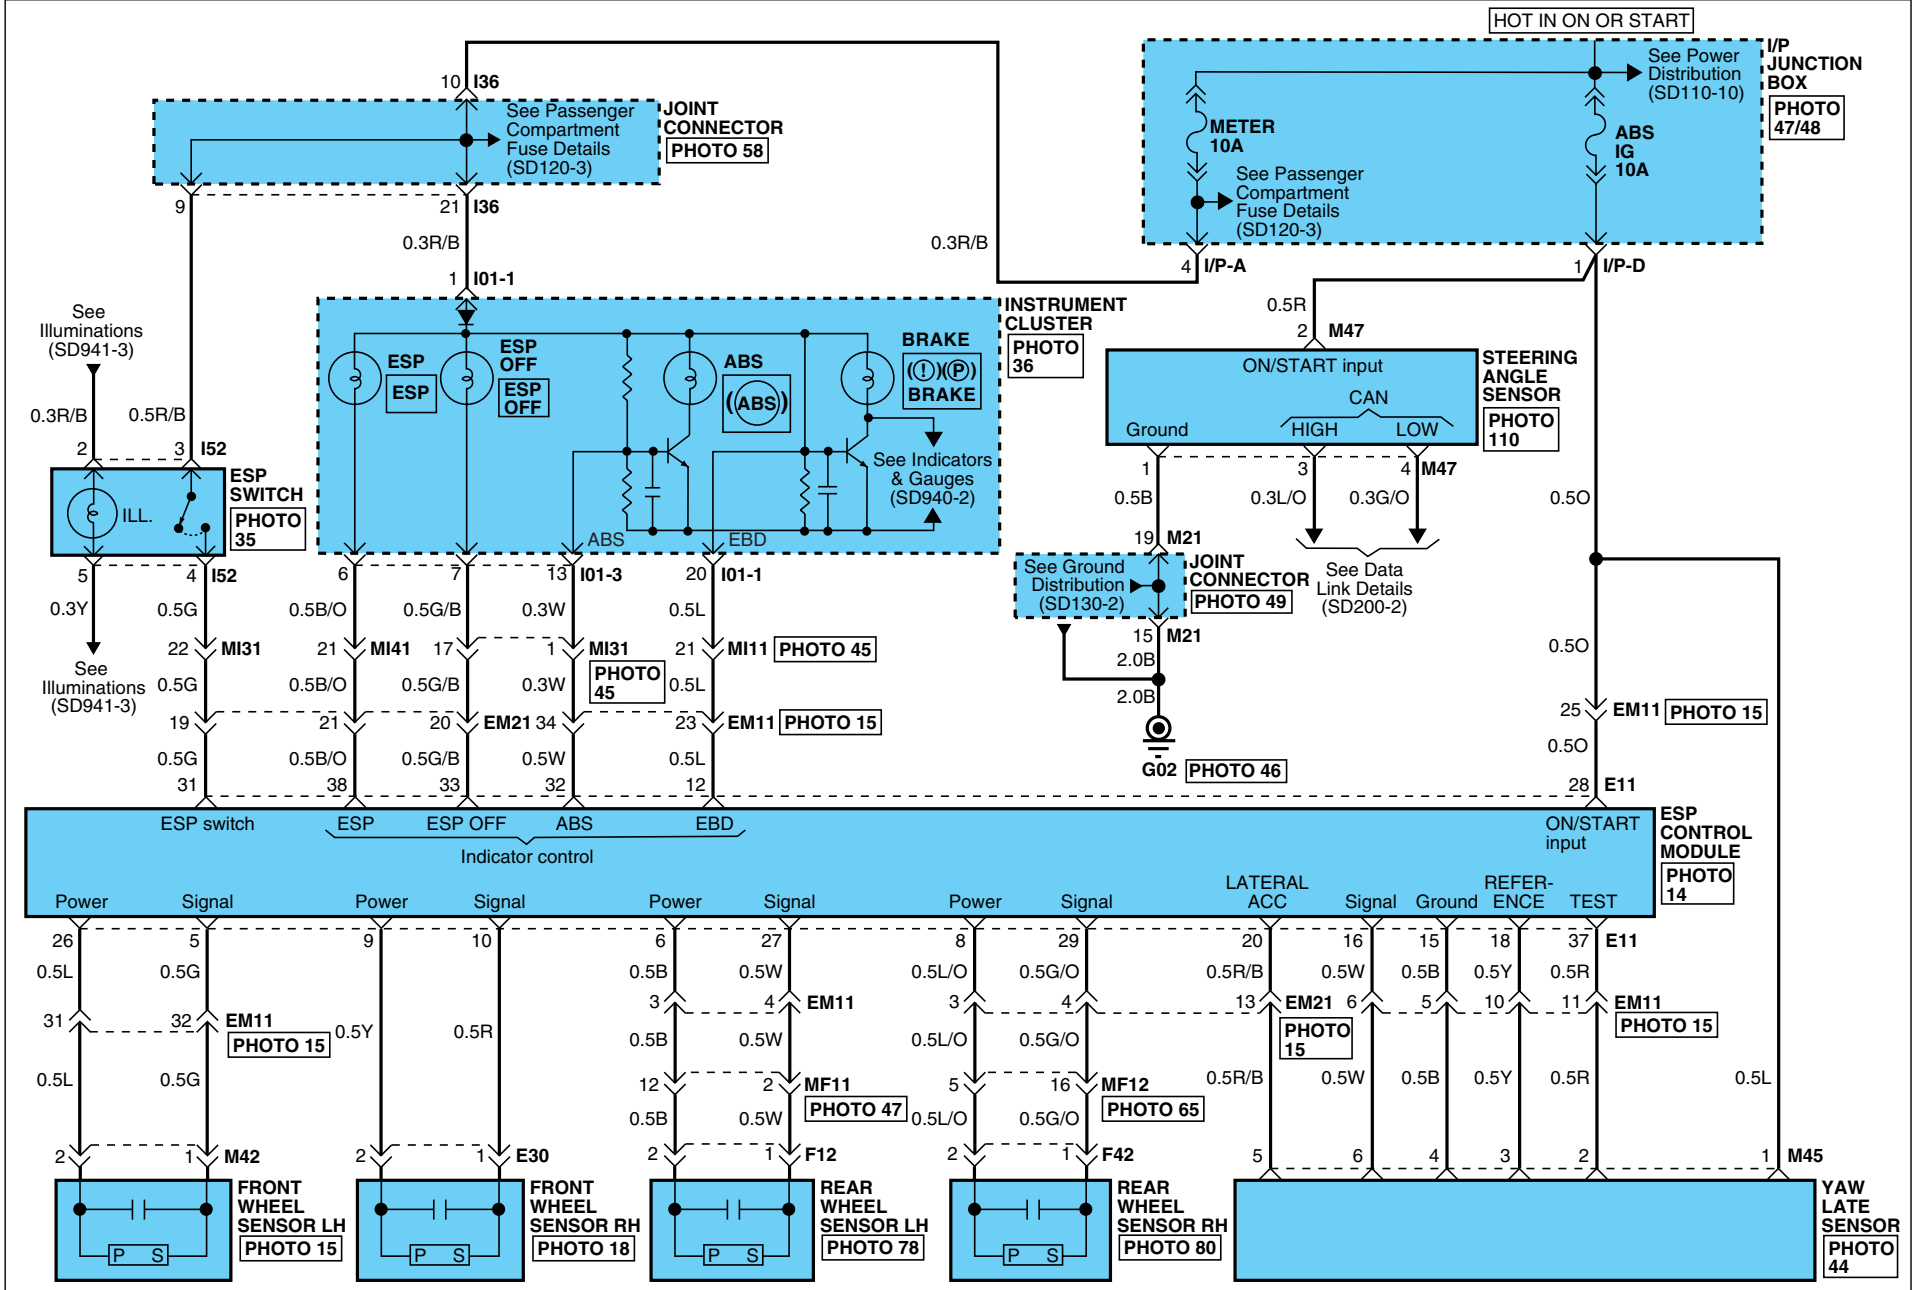 HOT IN ON OR START
See Power
Distribution
(SD110-10)
I/P
JUNCTION
BOX
PHOTO
47/48
METER
10A
ABS
IG
10A
See Passenger
Compartment
Fuse Details
(SD120-3)
4 I/P-A
1 I/P-D
10 I36
See Passenger
Compartment
Fuse Details
(SD120-3)
JOINT
CONNECTOR
PHOTO 58
9
21 I36
0.3R/B
0.3R/B
1 I01-1
See
Illuminations
(SD941-3)
0.3R/B
0.5R/B
2
3 I52
ILL.
ESP
SWITCH
PHOTO
35
5
4 I52
0.3Y
See
Illuminations
(SD941-3)
INSTRUMENT
CLUSTER
PHOTO
36
ESP
ESP
ESP
OFF
ESP
OFF
ABS
(ABS)
BRAKE
(!)(P)
BRAKE
See Indicators
& Gauges
(SD940-2)
ABS
EBD
6
7
13 I01-3
20 I01-1
0.5G
0.5B/O
0.5G/B
0.3W
0.5L
22 MI31
21 MI41
17
1 MI31
PHOTO
45
21 MI11 PHOTO 45
0.5G
0.5B/O
0.5G/B
0.3W
0.5L
19
21
20 EM21
34
23 EM11 PHOTO 15
0.5G
0.5B/O
0.5G/B
0.5W
0.5L
31
38
33
32
12
0.5R
2 M47
ON/START input
CAN
Ground
HIGH
LOW
STEERING
ANGLE
SENSOR
PHOTO
110
1
3
4 M47
0.5B
0.3L/O
0.3G/O
19 M21
See Ground
Distribution
(SD130-2)
JOINT
CONNECTOR
PHOTO 49
15 M21
2.0B
2.0B
G02 PHOTO 46
See Data
Link Details
(SD200-2)
0.5O
0.5O
25 EM11 PHOTO 15
0.5O
28 E11
ESP switch
ESP
ESP OFF
ABS
EBD
Indicator control
ON/START
input
ESP
CONTROL
MODULE
PHOTO
14
Power
Signal
Power
Signal
Power
Signal
Power
Signal
LATERAL
ACC
Signal
Ground
REFER-
ENCE
TEST
26
5
9
10
6
27
8
29
20
16
15
18
37 E11
0.5L
0.5G
0.5B
0.5W
0.5L/O
0.5G/O
0.5R/B
0.5W
0.5B
0.5Y
0.5R
31
32 EM11
PHOTO 15
0.5Y
0.5R
3
4 EM11
3
4
13 EM21
PHOTO
15
6
5
10
11 EM11
PHOTO 15
0.5B
0.5W
0.5L/O
0.5G/O
0.5L
0.5G
12
2 MF11
PHOTO 47
5
16 MF12
PHOTO 65
0.5R/B
0.5W
0.5B
0.5Y
0.5R
0.5L
0.5B
0.5W
0.5L/O
0.5G/O
2
1 M42
2
1 E30
2
1 F12
2
1 F42
5
6
4
3
2
1 M45
P S
FRONT
WHEEL
SENSOR LH
PHOTO 15
P S
FRONT
WHEEL
SENSOR RH
PHOTO 18
P S
REAR
WHEEL
SENSOR LH
PHOTO 78
P S
REAR
WHEEL
SENSOR RH
PHOTO 80
YAW
LATE
SENSOR
PHOTO
44